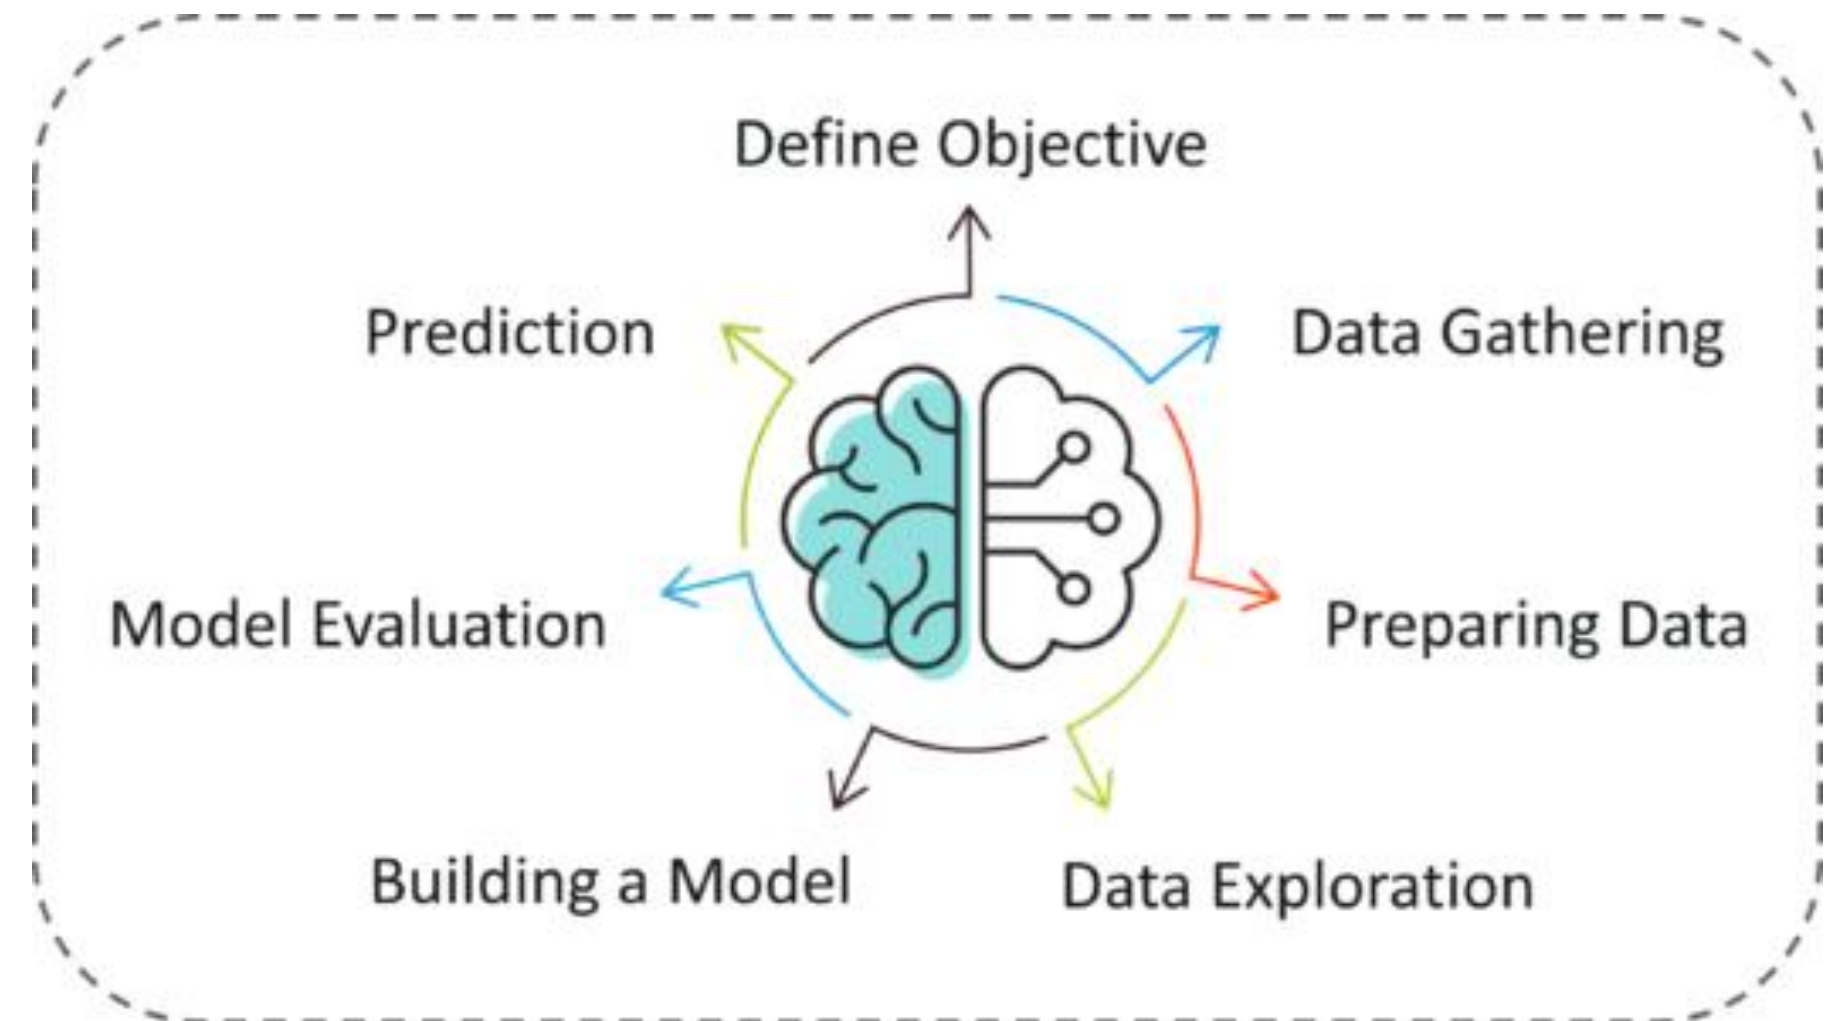 Define Objective
Prediction
Data Gathering
Model Evaluation
Preparing Data
Building a Model
Data Exploration